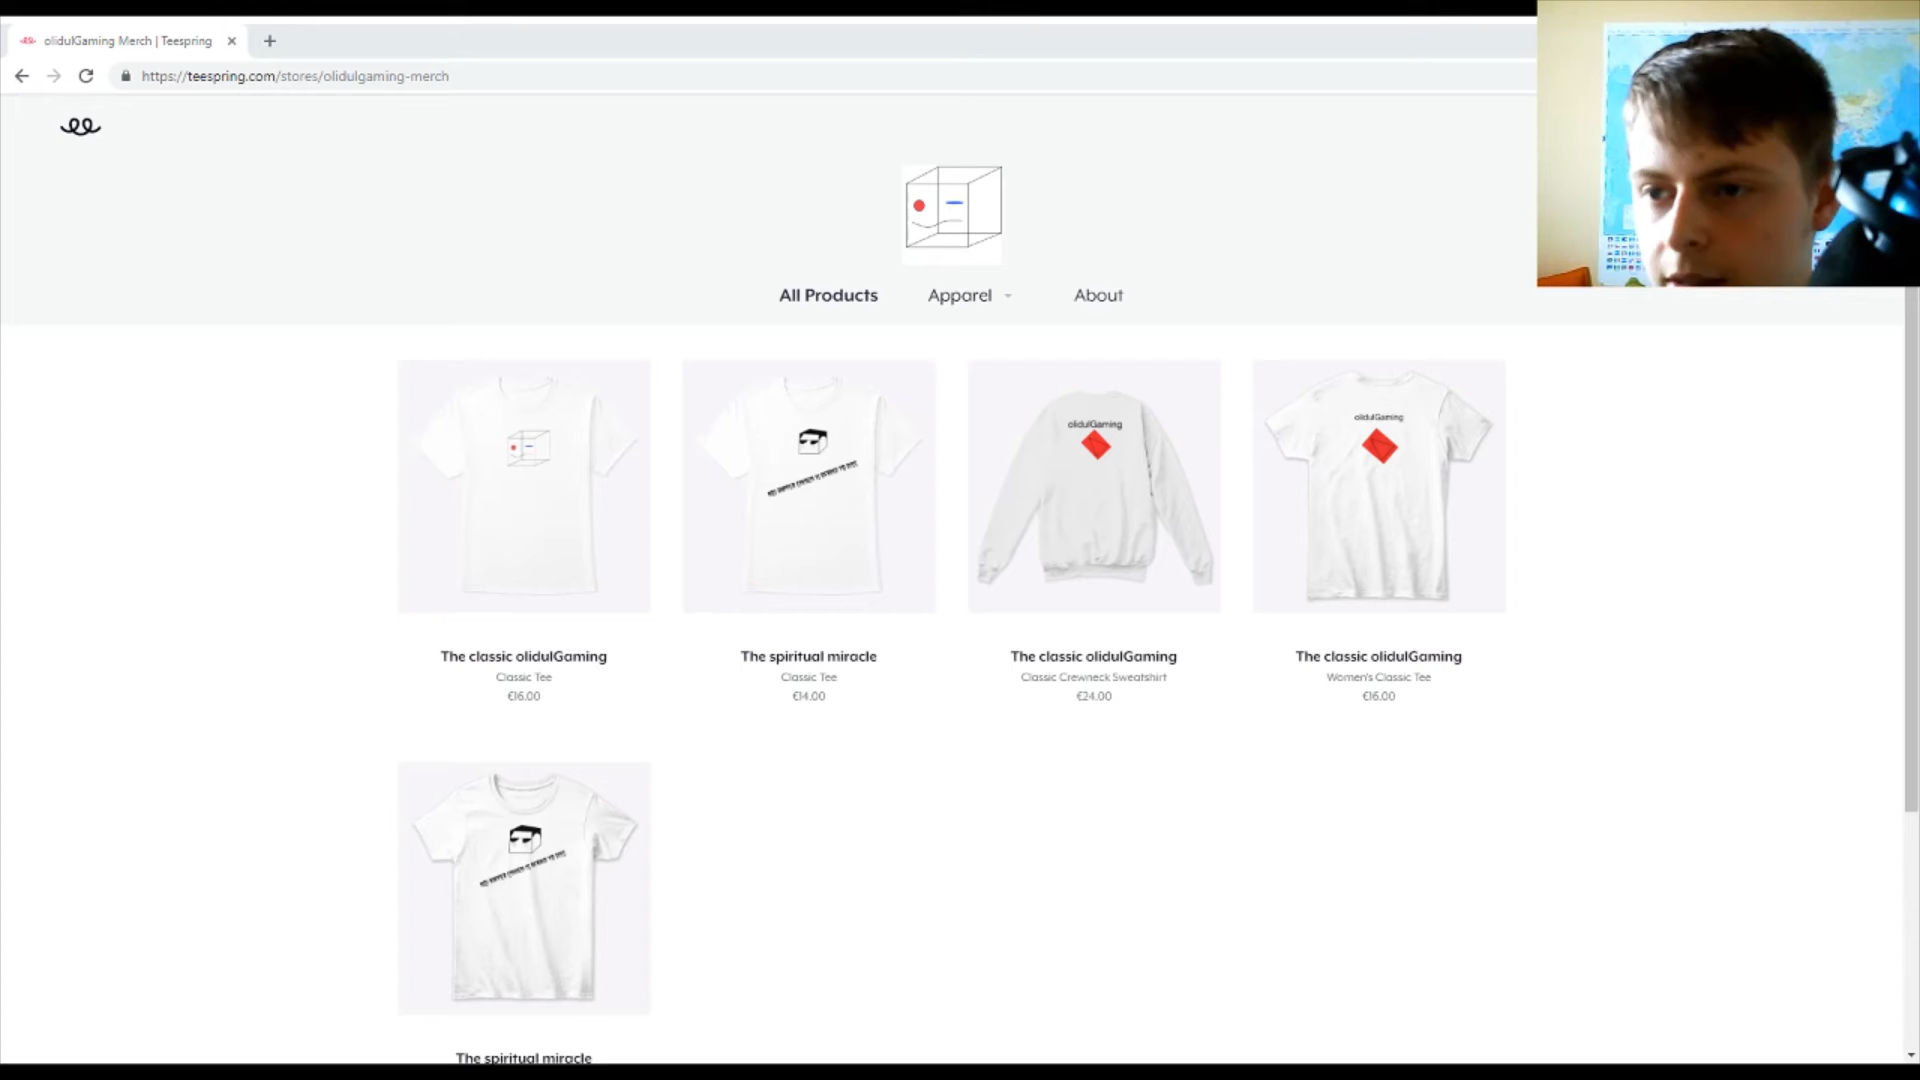 olidulGaming Merch | Teespring
https://teespring.com/stores/olidulgaming-merch
All Products
Apparel
About
olidulGaming
olidulGaming
The classic olidulGaming
Classic Tee
€16.00
The spiritual miracle
Classic Tee
€14.00
The classic olidulGaming
Classic Crewneck Sweatshirt
€24.00
The classic olidulGaming
Women's Classic Tee
€16.00
The spiritual miracle